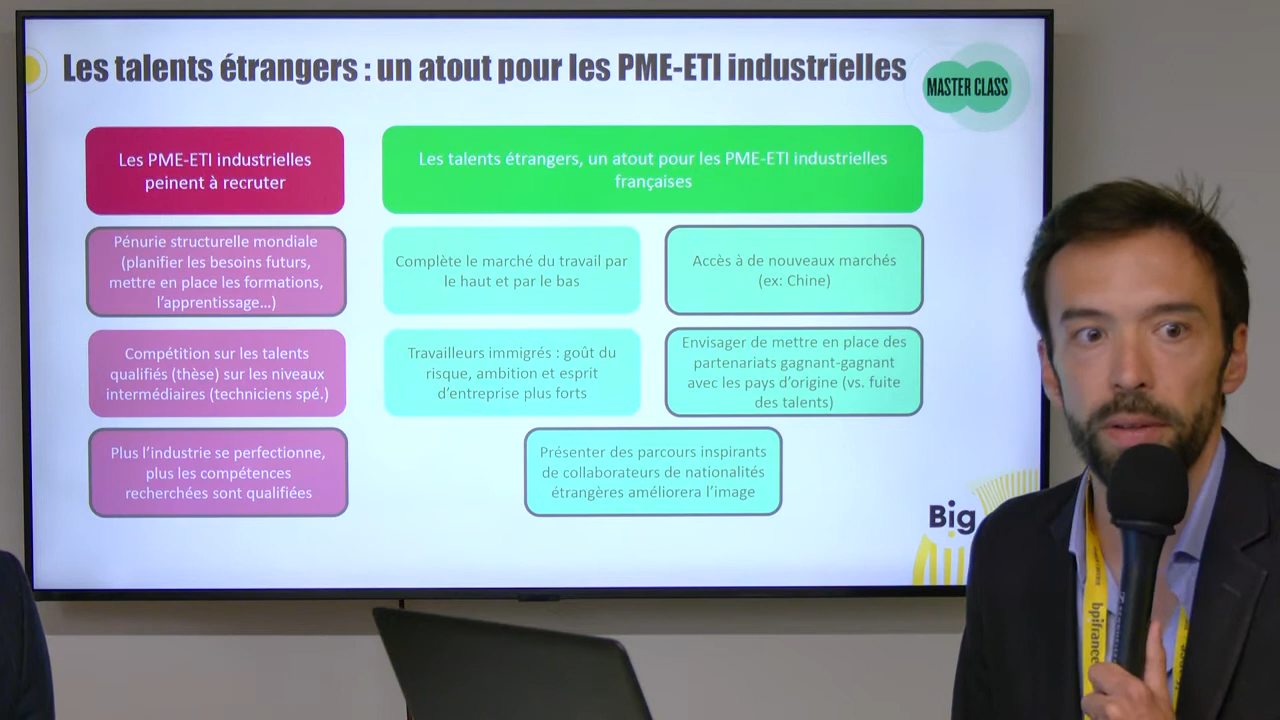 Les talents étrangers : un atout pour les PME-ETI industrielles
MASTER CLASS
Les PME-ETI industrielles
peinent à recruter
Les talents étrangers, un atout pour les PME-ETI industrielles
françaises
Pénurie structurelle mondiale
(planifier les besoins futurs,
mettre en place les formations,
l’apprentissage…)
Complète le marché du travail par
le haut et par le bas
Accès à de nouveaux marchés
(ex: Chine)
Compétition sur les talents
qualifiés (thèse) sur les niveaux
intermédiaires (techniciens spé.)
Travailleurs immigrés : goût du
risque, ambition et esprit
d’entreprise plus forts
Envisager de mettre en place des
partenariats gagnant-gagnant
avec les pays d’origine (vs. fuite
des talents)
Plus l’industrie se perfectionne,
plus les compétences
recherchées sont qualifiées
Présenter des parcours inspirants
de collaborateurs de nationalités
étrangères améliorera l’image
Big
bpifrance